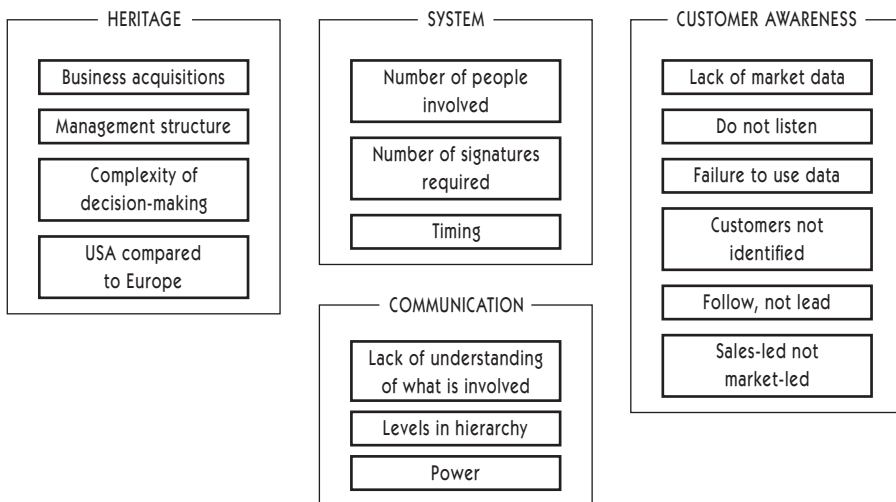 HERITAGE
Business acquisitions
Management structure
Complexity of
decision-making
USA compared
to Europe
SYSTEM
Number of people
involved
Number of signatures
required
Timing
COMMUNICATION
Lack of understanding
of what is involved
Levels in hierarchy
Power
CUSTOMER AWARENESS
Lack of market data
Do not listen
Failure to use data
Customers not
identified
Follow, not lead
Sales-led not
market-led